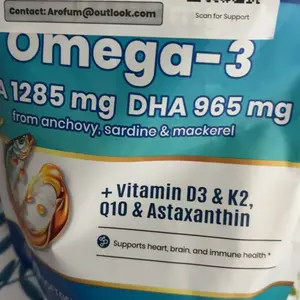 Contact: Arofum@outlook.com
Scan for Support
Omega-3
A 1285 mg DHA 965 mg
from anchovy, sardine & mackerel
+ Vitamin D3 & K2,
Q10 & Astaxanthin
Supports heart, brain, and immune health*